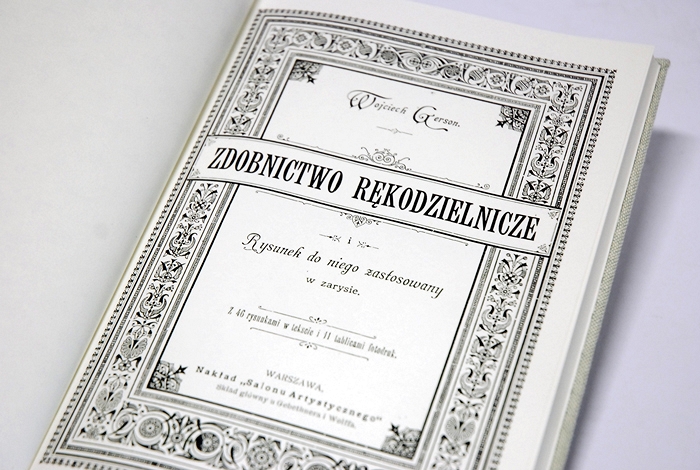 Wojciech Gerson.
ZDOBNICTWO RĘKODZIELNICZE
i
Rysunek do niego zastosowany
w zarysie.
Z 46 rysunkami w tekście i 11 tablicami fotodruk.
WARSZAWA.
Nakład „Salonu Artystycznego"
Skład główny u Gebethnera i Wolffa.